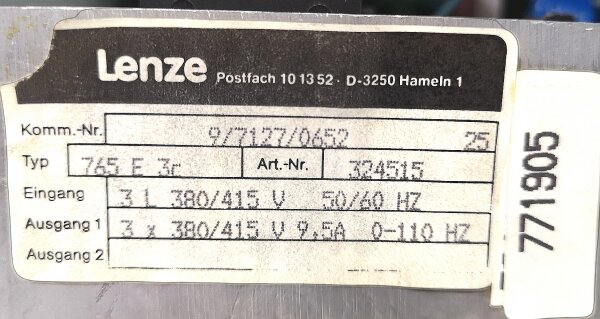 Lenze Postfach 10 13 52 · D-3250 Hameln 1
Komm.-Nr. 9/7127/0652 25
Typ 765 E 3c Art.-Nr. 324515
Eingang 3 L 380/415 V 50/60 HZ
Ausgang 1 3 x 380/415 V 9,5A 0-110 HZ
Ausgang 2
771905